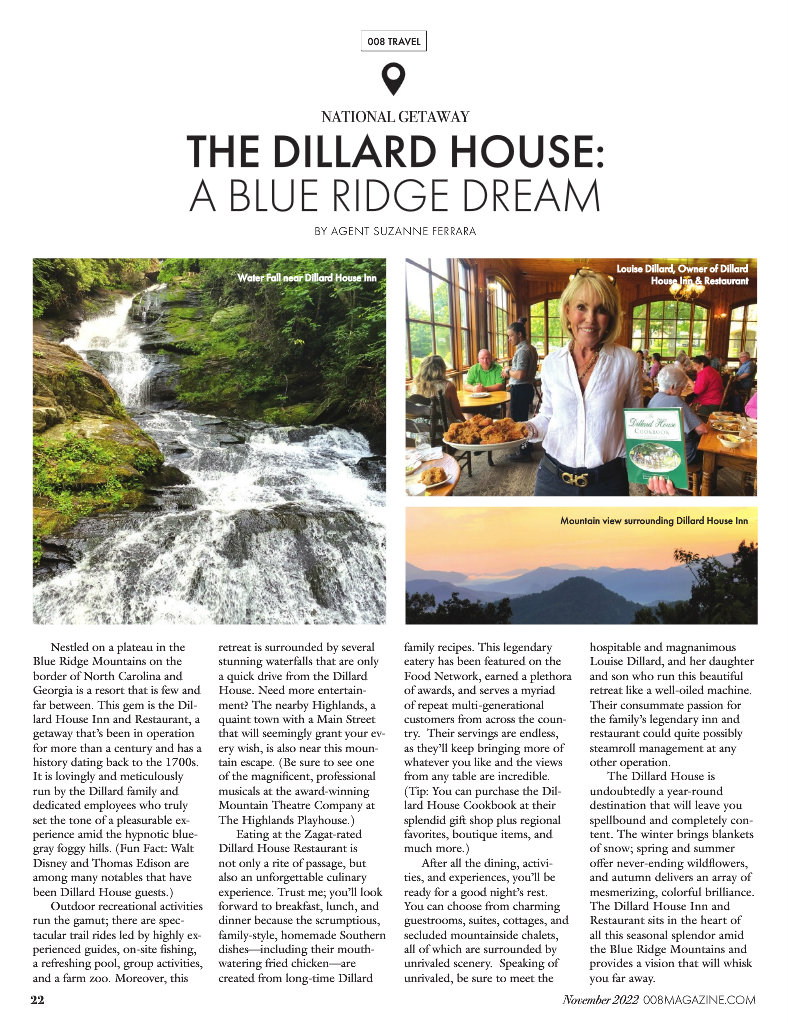 008 TRAVEL
NATIONAL GETAWAY
THE DILLARD HOUSE:
A BLUE RIDGE DREAM
BY AGENT SUZANNE FERRARA
Water Fall near Dillard House Inn
Louise Dillard, Owner of Dillard
House Inn & Restaurant
Dillard House
COOKBOOK
Mountain view surrounding Dillard House Inn
Nestled on a plateau in the
Blue Ridge Mountains on the
border of North Carolina and
Georgia is a resort that is few and
far between. This gem is the Dil-
lard House Inn and Restaurant, a
getaway that’s been in operation
for more than a century and has a
history dating back to the 1700s.
It is lovingly and meticulously
run by the Dillard family and
dedicated employees who truly
set the tone of a pleasurable ex-
perience amid the hypnotic blue-
gray foggy hills. (Fun Fact: Walt
Disney and Thomas Edison are
among many notables that have
been Dillard House guests.)
Outdoor recreational activities
run the gamut; there are spec-
tacular trail rides led by highly ex-
perienced guides, on-site fishing,
a refreshing pool, group activities,
and a farm zoo. Moreover, this
retreat is surrounded by several
stunning waterfalls that are only
a quick drive from the Dillard
House. Need more entertain-
ment? The nearby Highlands, a
quaint town with a Main Street
that will seemingly grant your ev-
ery wish, is also near this moun-
tain escape. (Be sure to see one
of the magnificent, professional
musicals at the award-winning
Mountain Theatre Company at
The Highlands Playhouse.)
Eating at the Zagat-rated
Dillard House Restaurant is
not only a rite of passage, but
also an unforgettable culinary
experience. Trust me; you’ll look
forward to breakfast, lunch, and
dinner because the scrumptious,
family-style, homemade Southern
dishes—including their mouth-
watering fried chicken—are
created from long-time Dillard
family recipes. This legendary
eatery has been featured on the
Food Network, earned a plethora
of awards, and serves a myriad
of repeat multi-generational
customers from across the coun-
try.  Their servings are endless,
as they’ll keep bringing more of
whatever you like and the views
from any table are incredible.
(Tip: You can purchase the Dil-
lard House Cookbook at their
splendid gift shop plus regional
favorites, boutique items, and
much more.)
After all the dining, activi-
ties, and experiences, you’ll be
ready for a good night’s rest.
You can choose from charming
guestrooms, suites, cottages, and
secluded mountainside chalets,
all of which are surrounded by
unrivaled scenery.  Speaking of
unrivaled, be sure to meet the
hospitable and magnanimous
Louise Dillard, and her daughter
and son who run this beautiful
retreat like a well-oiled machine.
Their consummate passion for
the family’s legendary inn and
restaurant could quite possibly
steamroll management at any
other operation.
The Dillard House is
undoubtedly a year-round
destination that will leave you
spellbound and completely con-
tent. The winter brings blankets
of snow; spring and summer
offer never-ending wildflowers,
and autumn delivers an array of
mesmerizing, colorful brilliance.
The Dillard House Inn and
Restaurant sits in the heart of
all this seasonal splendor amid
the Blue Ridge Mountains and
provides a vision that will whisk
you far away.
22
November 2022 008MAGAZINE.COM